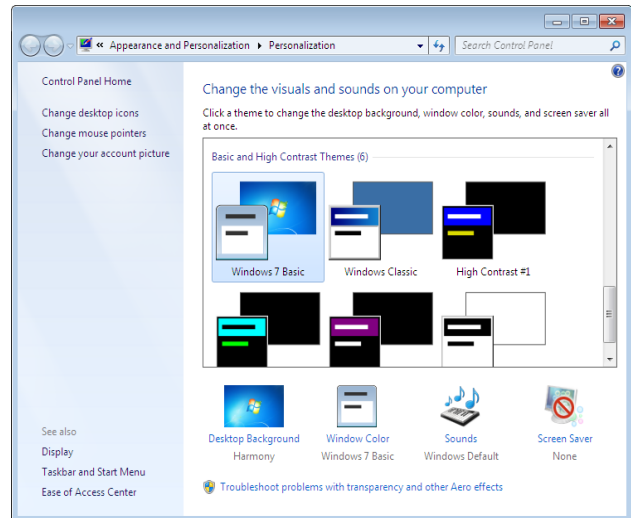 « Appearance and Personalization ▸ Personalization
Search Control Panel
Control Panel Home
Change desktop icons
Change mouse pointers
Change your account picture
Change the visuals and sounds on your computer
Click a theme to change the desktop background, window color, sounds, and screen saver all
at once.
Basic and High Contrast Themes (6)
Windows 7 Basic
Windows Classic
High Contrast #1
Desktop Background
Harmony
Window Color
Windows 7 Basic
Sounds
Windows Default
Screen Saver
None
Troubleshoot problems with transparency and other Aero effects
See also
Display
Taskbar and Start Menu
Ease of Access Center